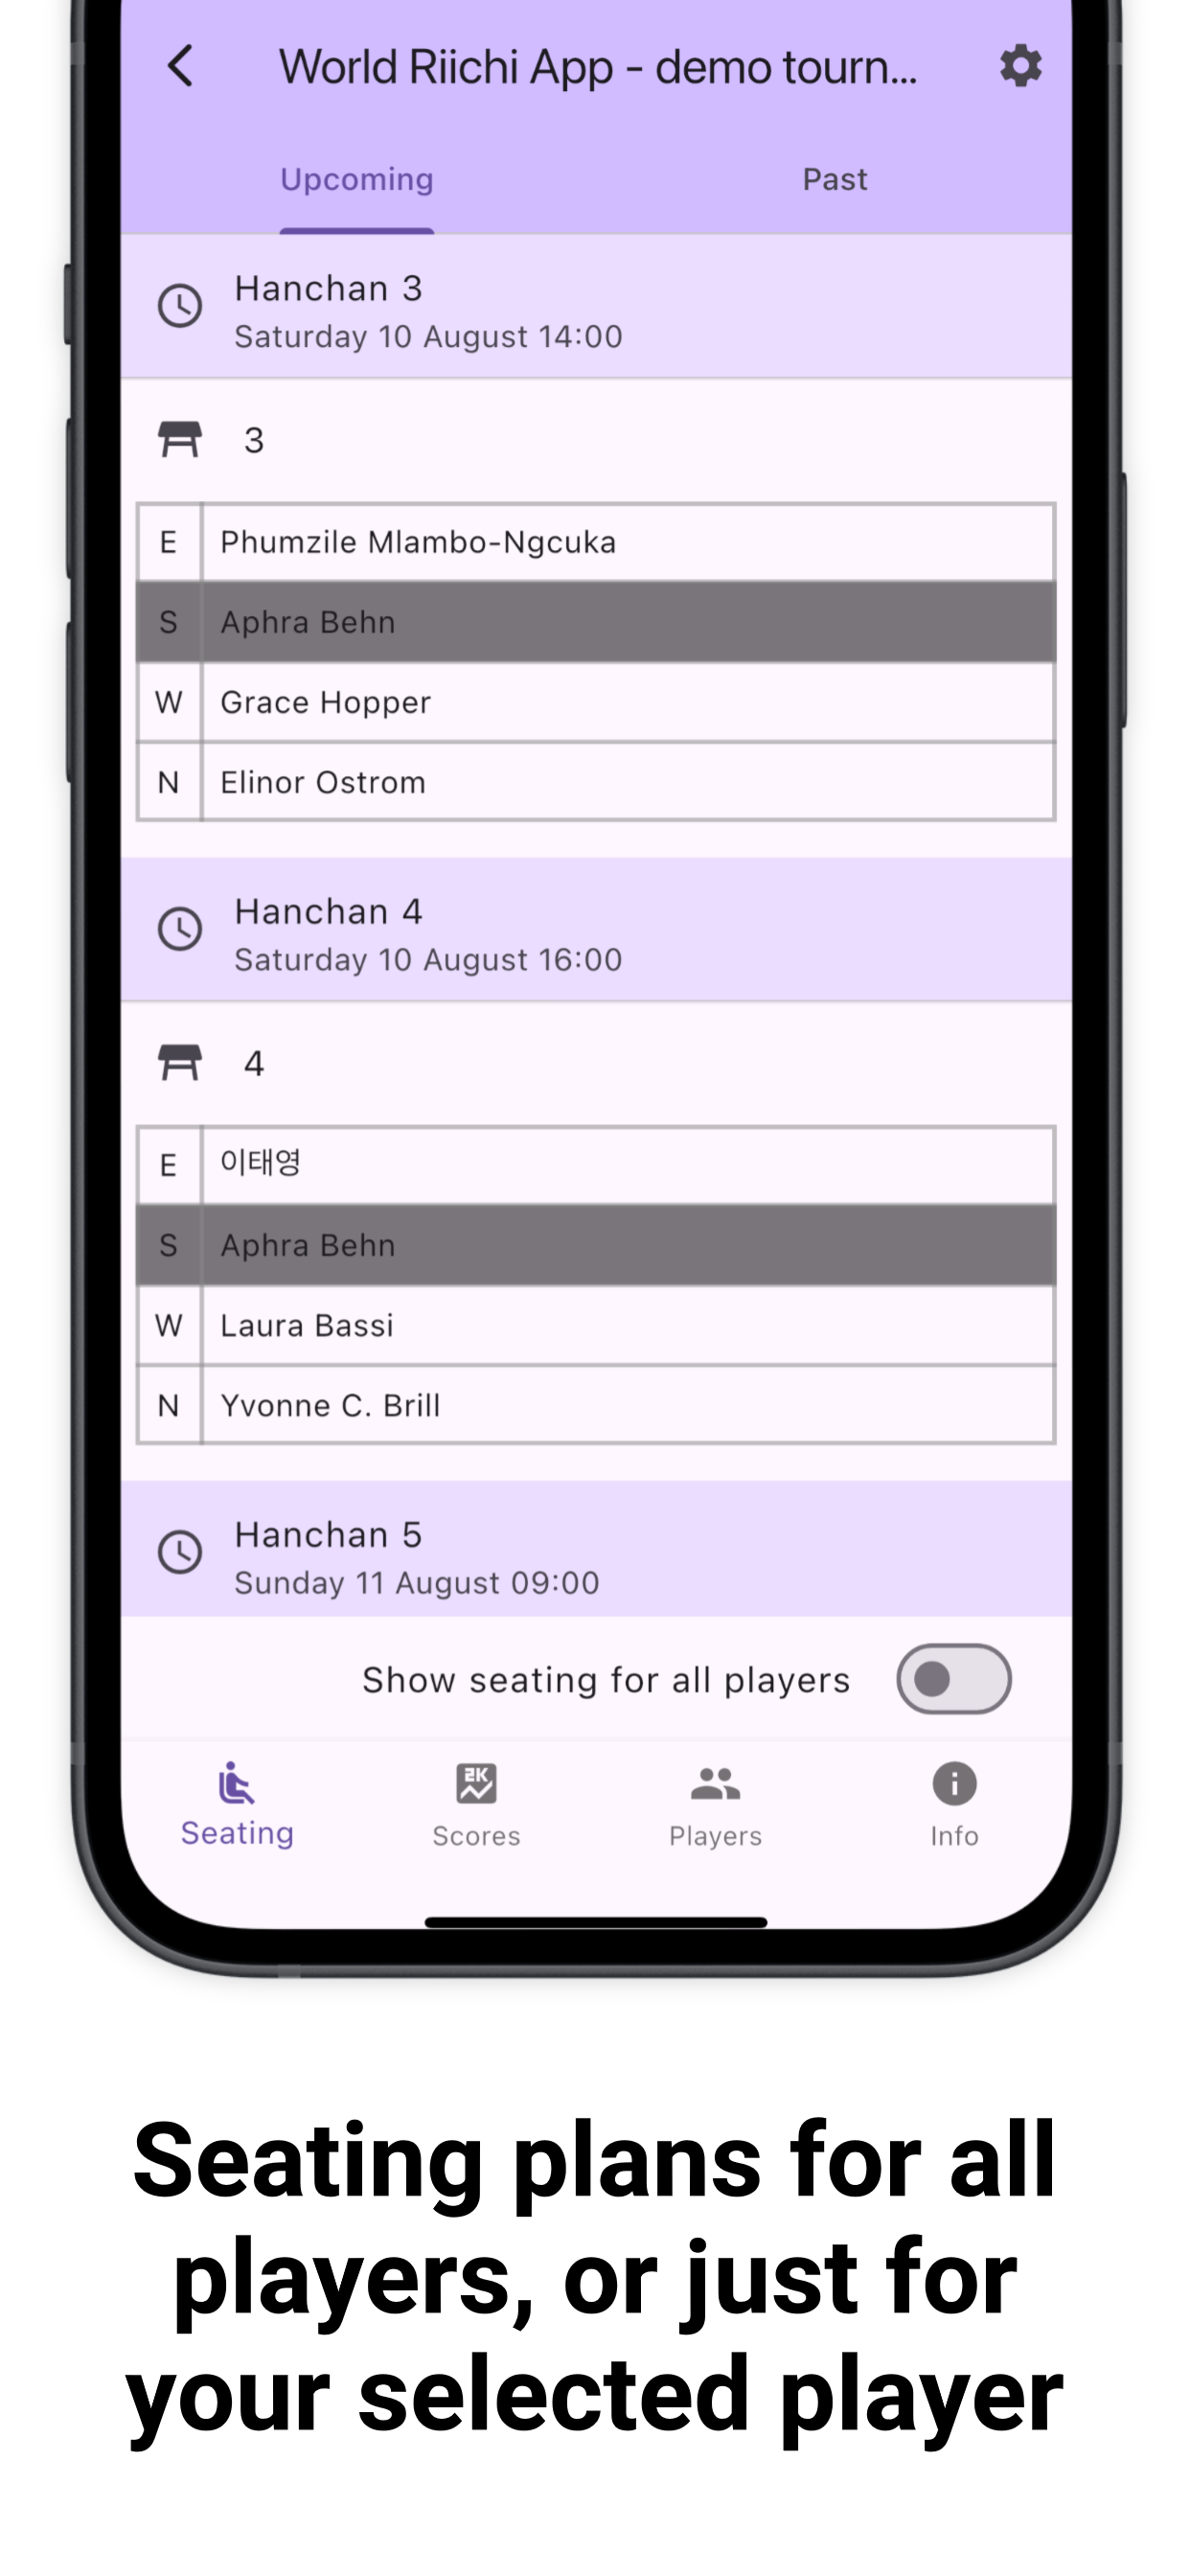 World Riichi App - demo tourn...
Upcoming
Past
Hanchan 3
Saturday 10 August 14:00
3
E Phumzile Mlambo-Ngcuka
S Aphra Behn
W Grace Hopper
N Elinor Ostrom
Hanchan 4
Saturday 10 August 16:00
4
E 이태영
S Aphra Behn
W Laura Bassi
N Yvonne C. Brill
Hanchan 5
Sunday 11 August 09:00
Show seating for all players
2K
Seating
Scores
Players
Info
Seating plans for all
players, or just for
your selected player